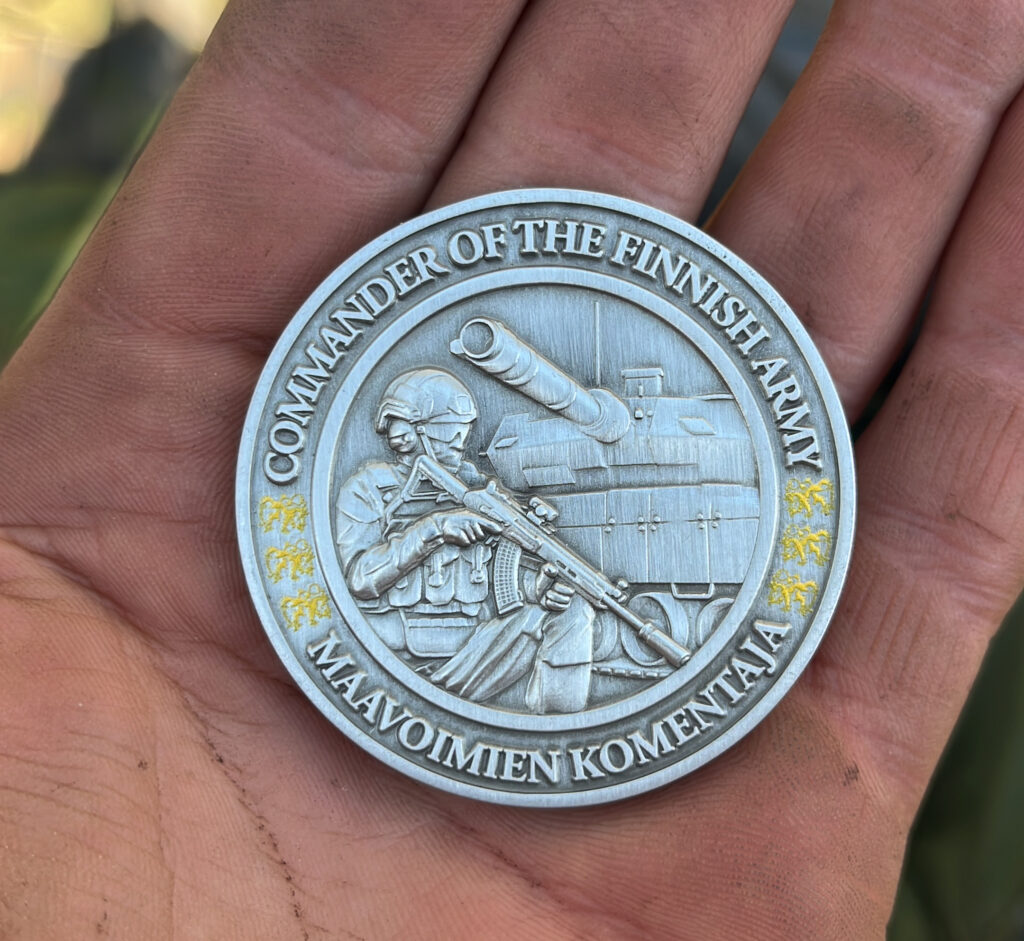 COMMANDER OF THE FINNISH ARMY
MAAVOIMIEN KOMENTAJA